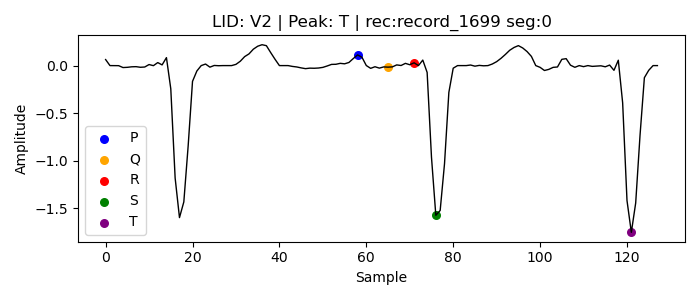 LID: V2 | Peak: T | rec:record_1699 seg:0
Amplitude
0.0
−0.5
−1.0
−1.5
P
Q
R
S
T
0 20 40 60 80 100 120
Sample